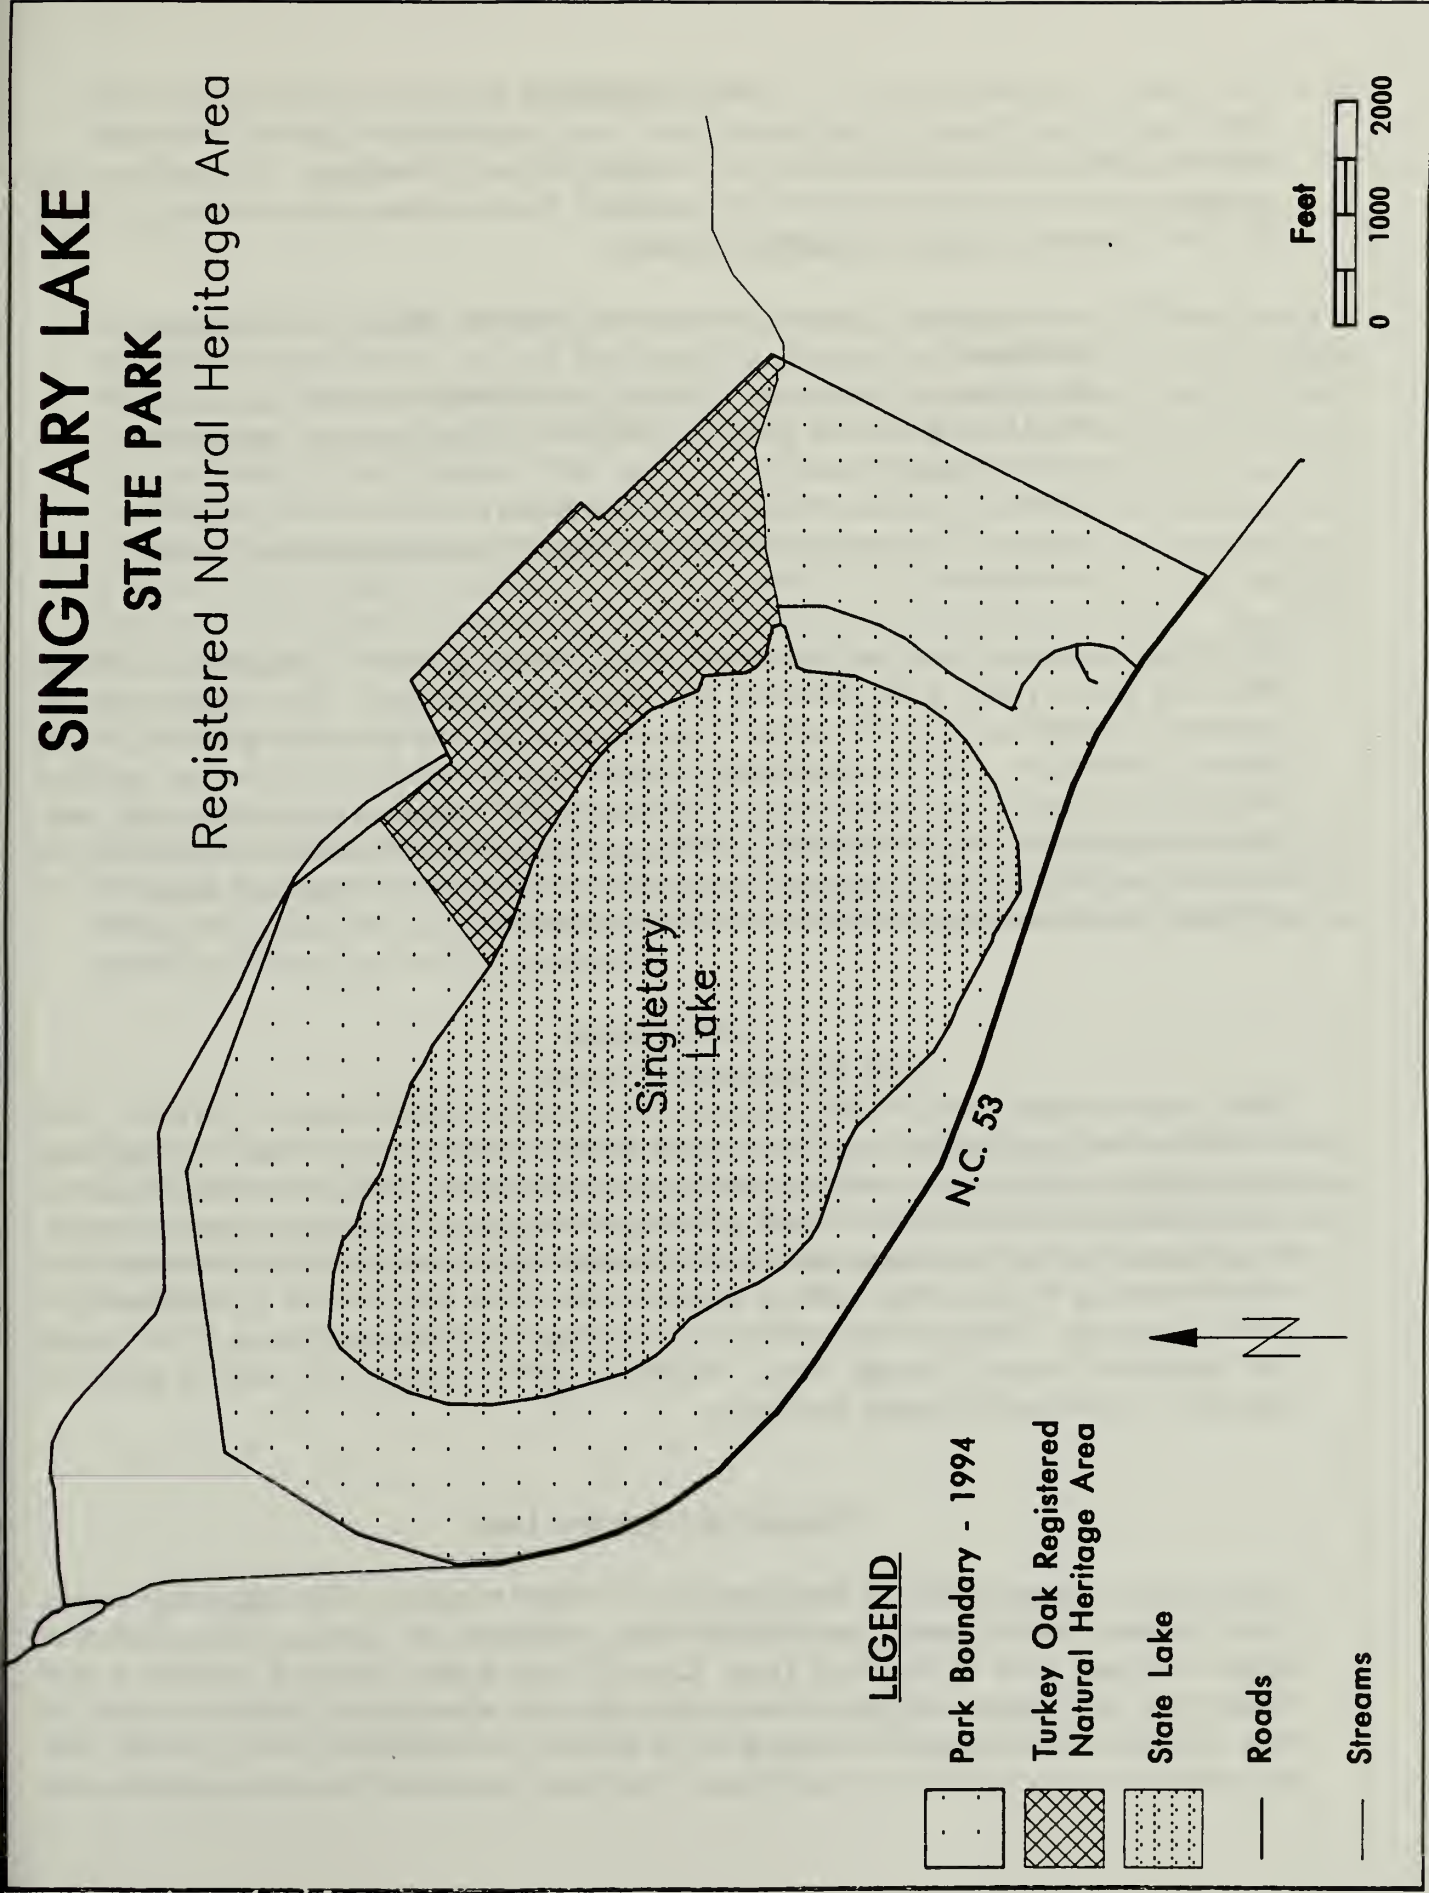 SINGLETARY LAKE
STATE PARK
Registered Natural Heritage Area
Singletary
Lake
N.C. 53
LEGEND
Park Boundary - 1994
Turkey Oak Registered
Natural Heritage Area
State Lake
Roads
Streams
N
Feet
0 1000 2000